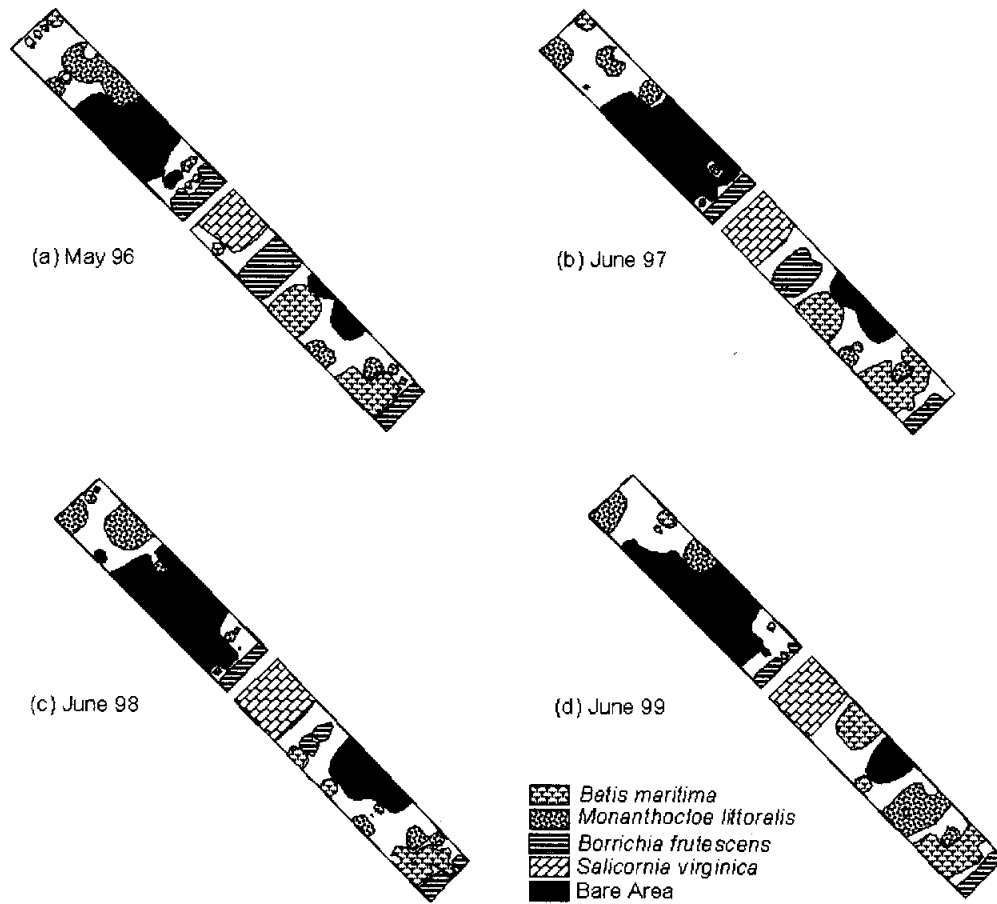 (a) May 96
(b) June 97
(c) June 98
(d) June 99
Batis maritima
Monanthocloe littoralis
Borrichia frutescens
Salicornia virginica
Bare Area